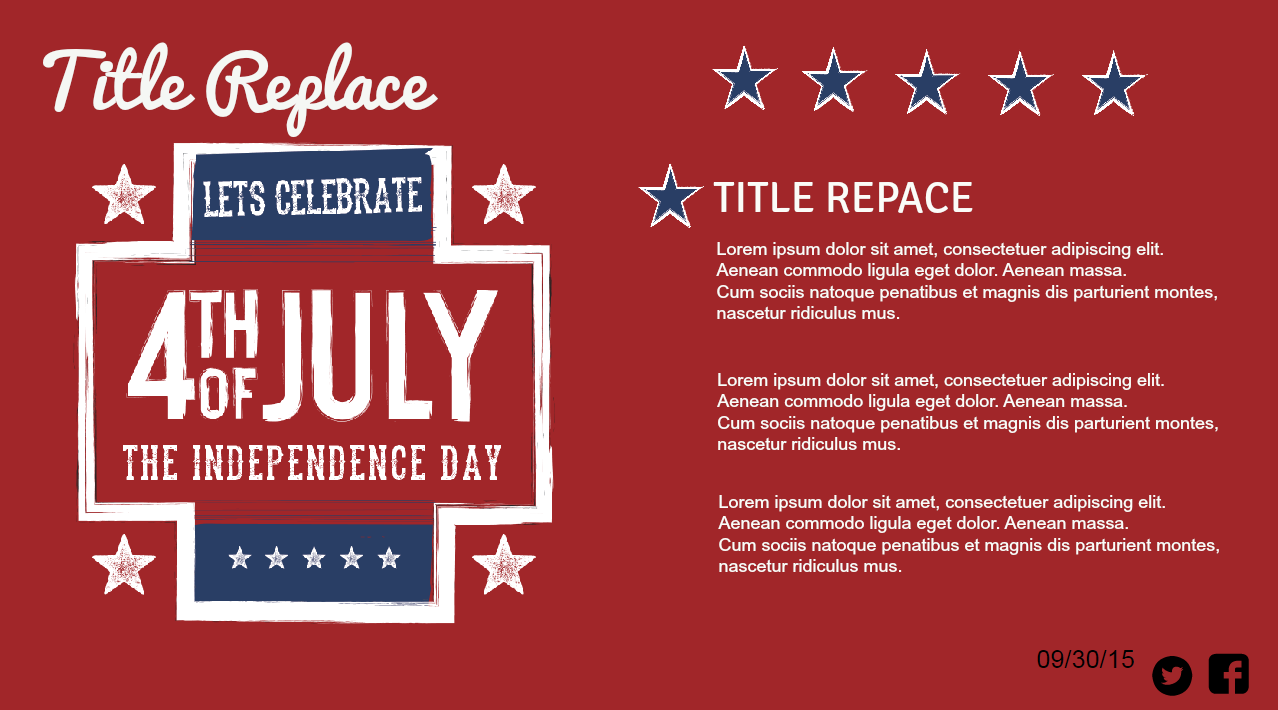 Title Replace
LETS CELEBRATE
4TH OF JULY
THE INDEPENDENCE DAY
TITLE REPACE
Lorem ipsum dolor sit amet, consectetuer adipiscing elit.
Aenean commodo ligula eget dolor. Aenean massa.
Cum sociis natoque penatibus et magnis dis parturient montes,
nascetur ridiculus mus.
Lorem ipsum dolor sit amet, consectetuer adipiscing elit.
Aenean commodo ligula eget dolor. Aenean massa.
Cum sociis natoque penatibus et magnis dis parturient montes,
nascetur ridiculus mus.
Lorem ipsum dolor sit amet, consectetuer adipiscing elit.
Aenean commodo ligula eget dolor. Aenean massa.
Cum sociis natoque penatibus et magnis dis parturient montes,
nascetur ridiculus mus.
09/30/15